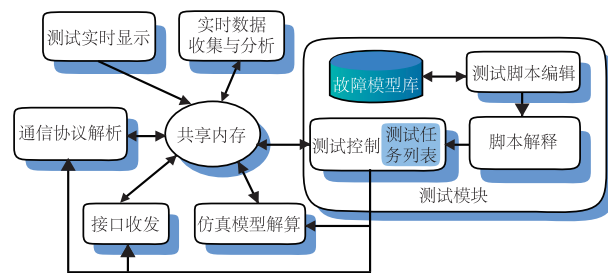 测试实时显示
实时数据
收集与分析
故障模型库
测试脚本编辑
通信协议解析
共享内存
测试控制
测试任
务列表
脚本解释
测试模块
接口收发
仿真模型解算